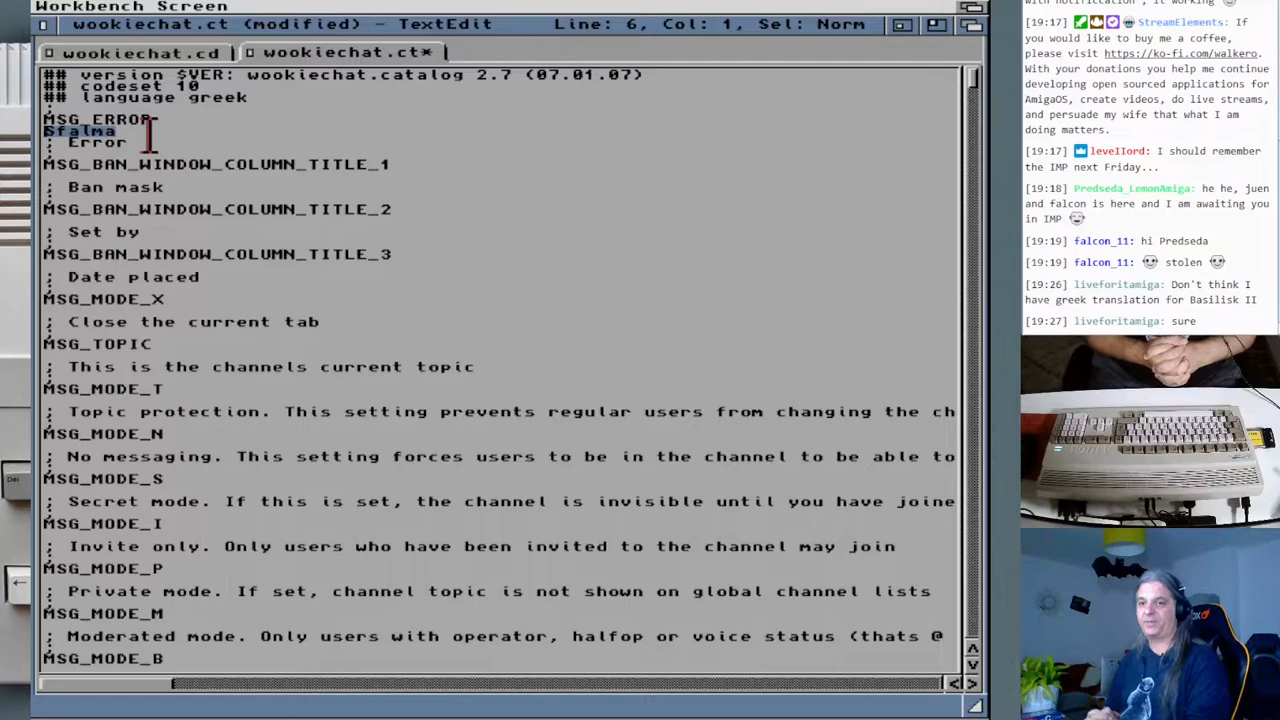 Workbench Screen
wookiechat.ct (modified) - TextEdit
Line: 6, Col: 1, Sel: Norm
wookiechat.cd
wookiechat.ct*
## version $VER: wookiechat.catalog 2.7 (07.01.07)
## codeset 10
## language greek
;
MSG_ERROR
Sfalma
; Error
;
MSG_BAN_WINDOW_COLUMN_TITLE_1
; Ban mask
;
MSG_BAN_WINDOW_COLUMN_TITLE_2
; Set by
;
MSG_BAN_WINDOW_COLUMN_TITLE_3
; Date placed
;
MSG_MODE_X
; Close the current tab
;
MSG_TOPIC
; This is the channels current topic
;
MSG_MODE_T
; Topic protection. This setting prevents regular users from changing the ch
;
MSG_MODE_N
; No messaging. This setting forces users to be in the channel to be able to
;
MSG_MODE_S
; Secret mode. If this is set, the channel is invisible until you have joine
;
MSG_MODE_I
; Invite only. Only users who have been invited to the channel may join
;
MSG_MODE_P
; Private mode. If set, channel topic is not shown on global channel lists
;
MSG_MODE_M
; Moderated mode. Only users with operator, halfop or voice status (thats @
;
MSG_MODE_B
with notification , it working
[19:17] StreamElements: If
you would like to buy me a coffee,
please visit https://ko-fi.com/walkero.
With your donations you help me continue
developing open sourced applications for
AmigaOS, create videos, do live streams,
and persuade my wife that what I am
doing matters.
[19:17] leveIIord: I should remember
the IMP next Friday...
[19:18] Predseda_LemonAmiga: he he, juen
and falcon is here and I am awaiting you
in IMP
[19:19] falcon_11: hi Predseda
[19:19] falcon_11: stolen
[19:26] liveforitamiga: Don't think I
have greek translation for Basilisk II
[19:27] liveforitamiga: sure
Del